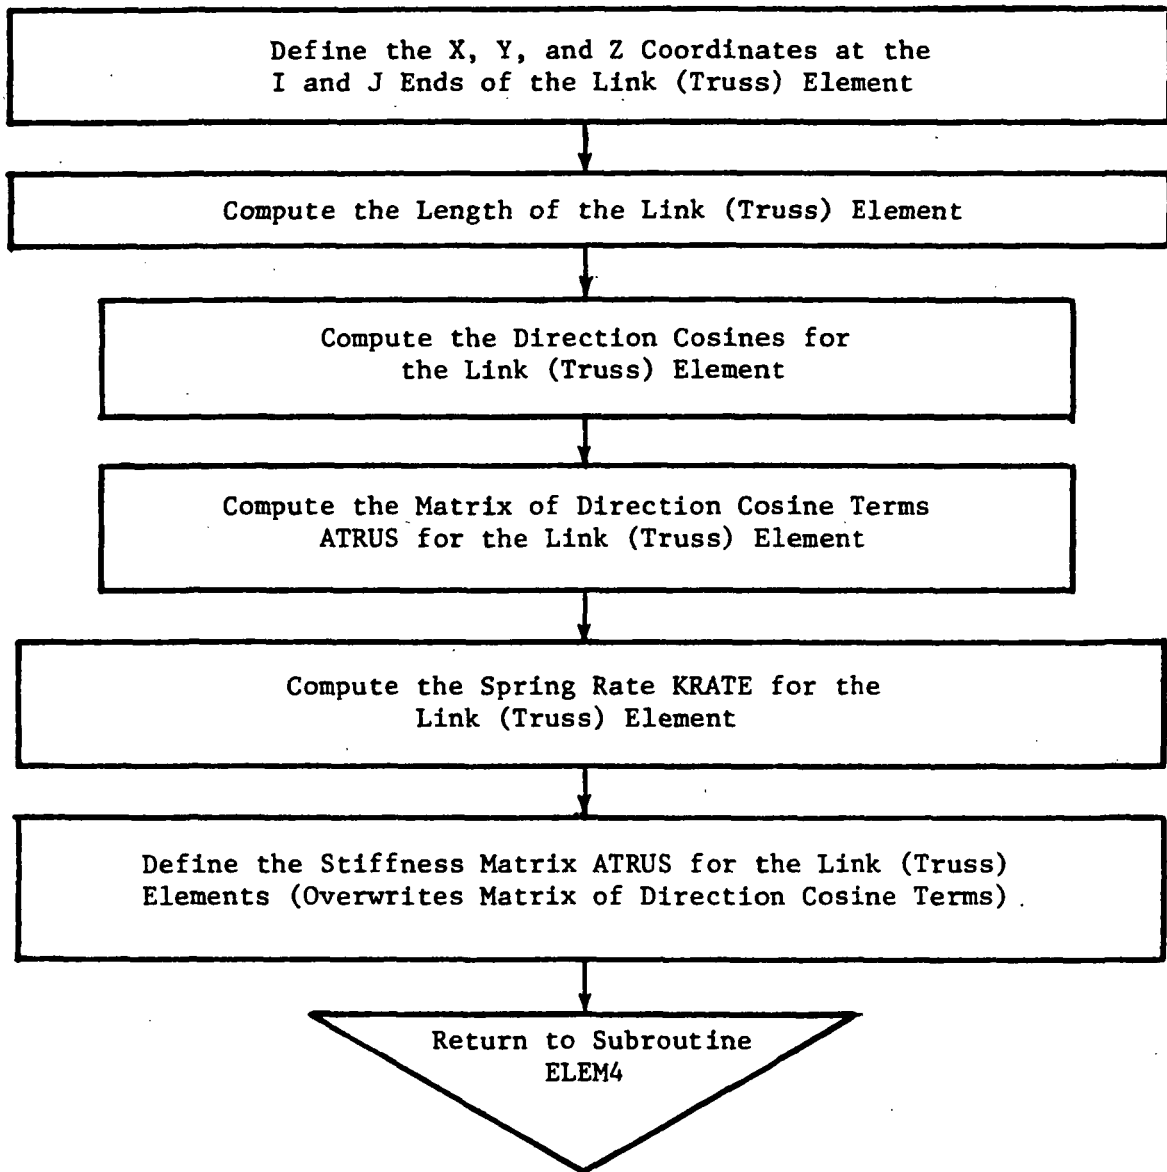 Define the X, Y, and Z Coordinates at the
I and J Ends of the Link (Truss) Element
Compute the Length of the Link (Truss) Element
Compute the Direction Cosines for
the Link (Truss) Element
Compute the Matrix of Direction Cosine Terms
ATRUS for the Link (Truss) Element
Compute the Spring Rate KRATE for the
Link (Truss) Element
Define the Stiffness Matrix ATRUS for the Link (Truss)
Elements (Overwrites Matrix of Direction Cosine Terms)
Return to Subroutine
ELEM4